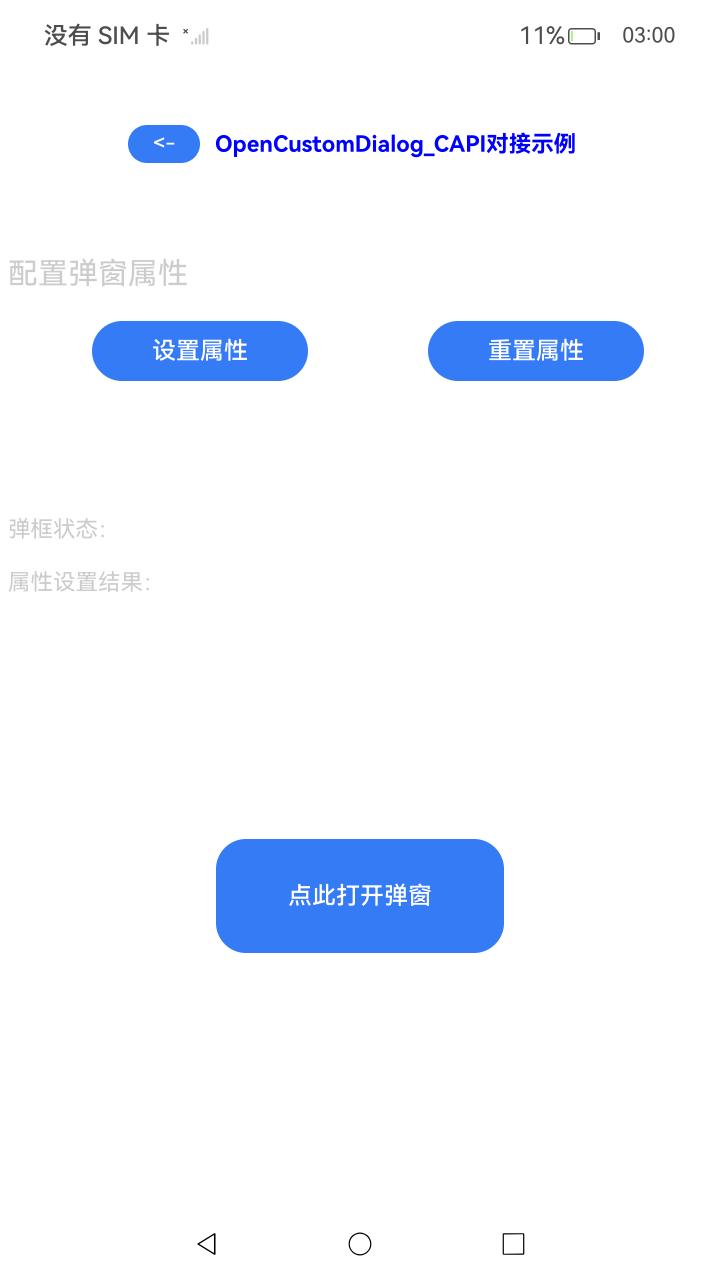 没有 SIM 卡
11%
03:00
<-
OpenCustomDialog_CAPI对接示例
配置弹窗属性
设置属性
重置属性
弹框状态:
属性设置结果:
点此打开弹窗